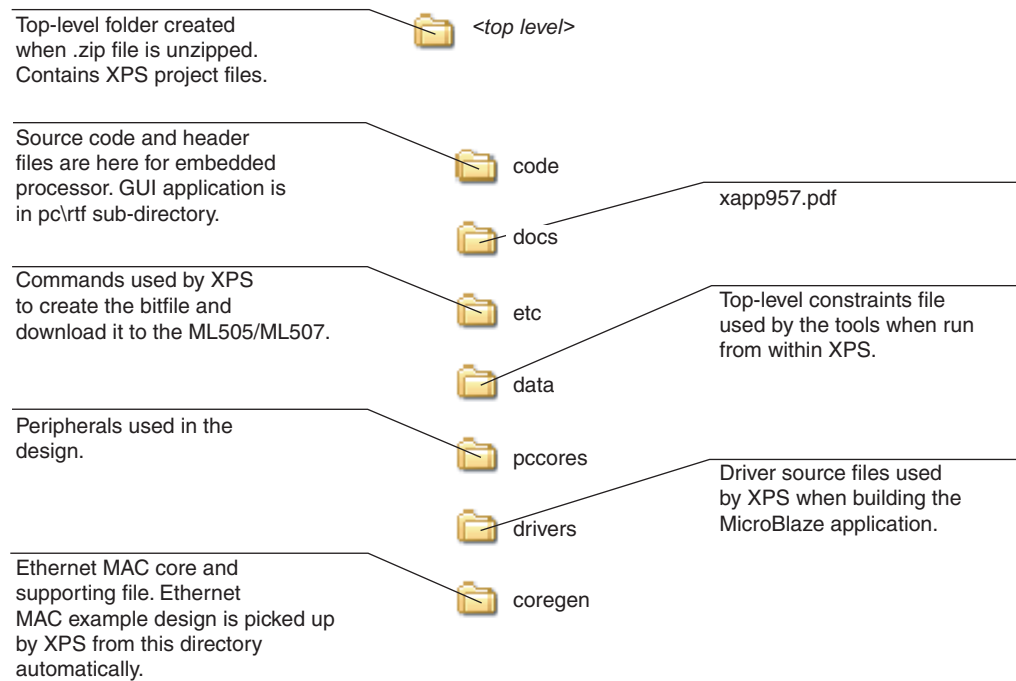 Top-level folder created
when .zip file is unzipped.
Contains XPS project files.
<top level>
Source code and header
files are here for embedded
processor. GUI application is
in pc\rtf sub-directory.
code
xapp957.pdf
docs
Commands used by XPS
to create the bitfile and
download it to the ML505/ML507.
etc
Top-level constraints file
used by the tools when run
from within XPS.
data
Peripherals used in the
design.
pccores
Driver source files used
by XPS when building the
MicroBlaze application.
drivers
Ethernet MAC core and
supporting file. Ethernet
MAC example design is picked up
by XPS from this directory
automatically.
coregen